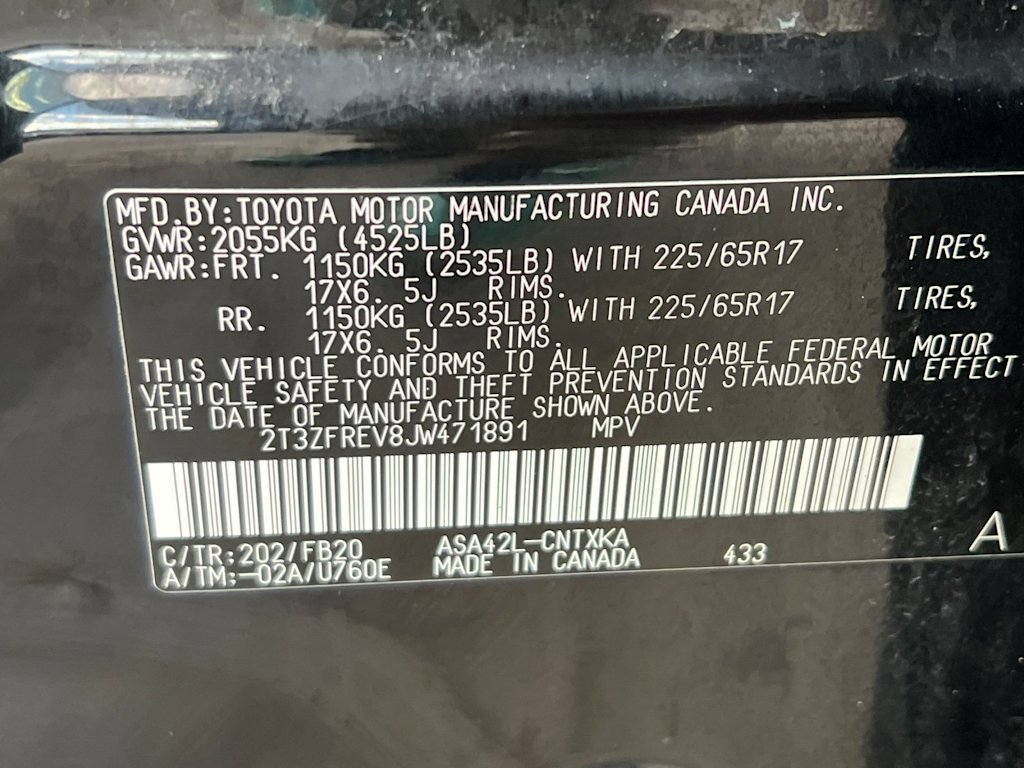 MFD.BY:TOYOTA MOTOR MANUFACTURING CANADA INC.
GVWR:2055KG (4525LB)
GAWR:FRT. 1150KG (2535LB) WITH 225/65R17 TIRES,
17X6. 5J RIMS.
RR. 1150KG (2535LB) WITH 225/65R17 TIRES,
17X6. 5J RIMS.
THIS VEHICLE CONFORMS TO ALL APPLICABLE FEDERAL MOTOR
VEHICLE SAFETY AND THEFT PREVENTION STANDARDS IN EFFECT
THE DATE OF MANUFACTURE SHOWN ABOVE.
2T3ZFREV8JW471891 MPV
C/TR:202/FB20 ASA42L-CNTXKA 433 A
A/TM:-02A/U760E MADE IN CANADA